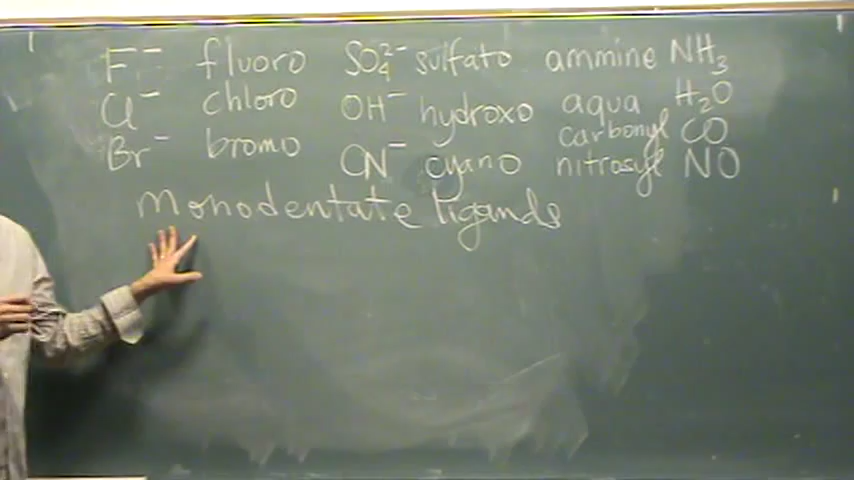 F⁻ fluoro SO₄²⁻ sulfato ammine NH₃
Cl⁻ chloro OH⁻ hydroxo aqua H₂O
carbonyl CO
Br⁻ bromo CN⁻ cyano nitrosyl NO
Monodentate ligands